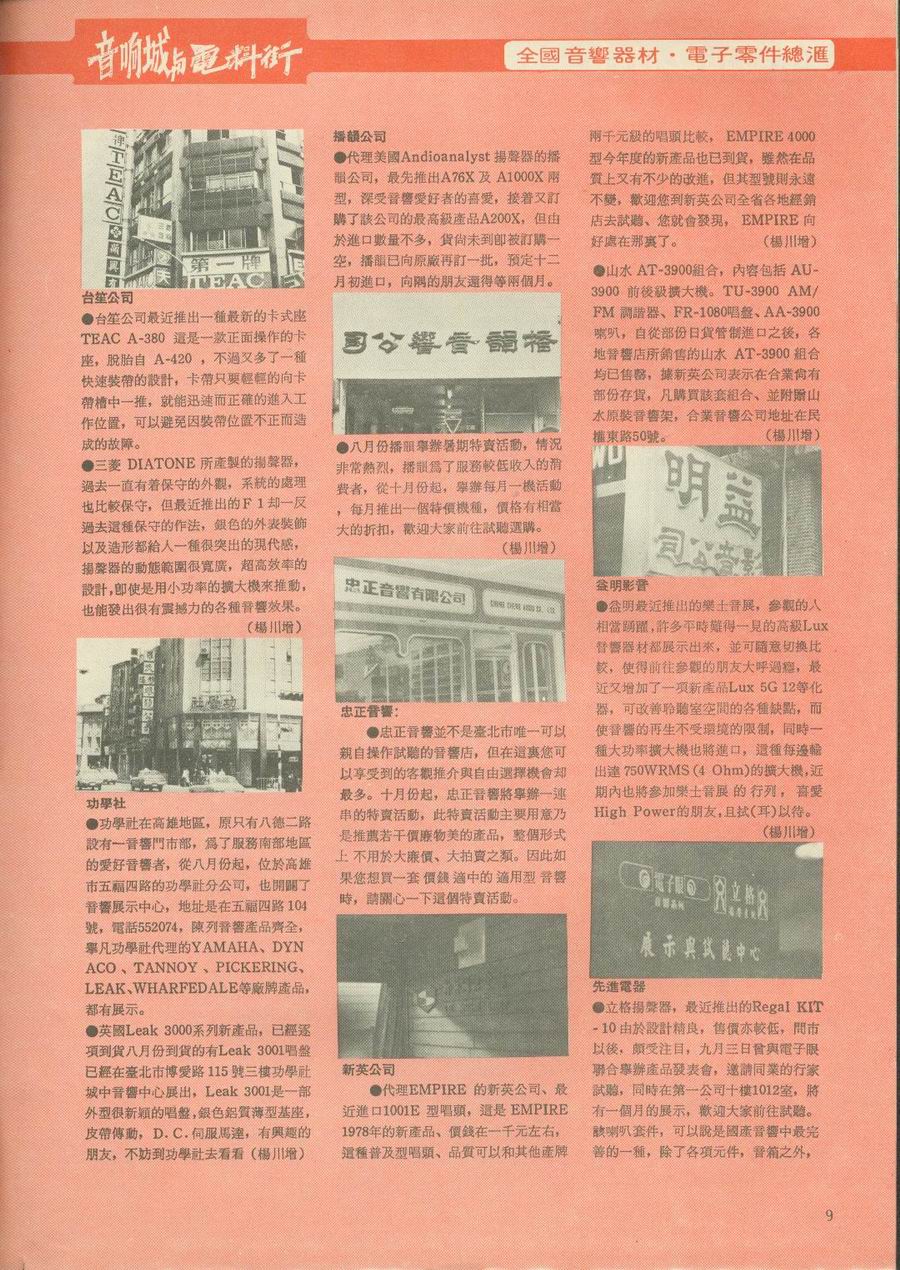 音响城与電料街
全國音響器材・電子零件總滙
牌TEAC
第一牌
TEAC
台笙公司
●台笙公司最近推出一種最新的卡式座
TEAC A-380 這是一款正面操作的卡
座，脫胎自 A-420 ，不過又多了一種
快速裝帶的設計，卡帶只要輕輕的向卡
帶槽中一推，就能迅速而正確的進入工
作位置，可以避免因裝帶位置不正而造
成的故障。
●三菱 DIATONE 所產製的揚聲器，
過去一直有着保守的外觀，系統的處理
也比較保守，但最近推出的F 1却一反
過去這種保守的作法，銀色的外表裝飾
以及造形都給人一種很突出的現代感，
揚聲器的動態範圍很寬廣，超高效率的
設計，卽使是用小功率的擴大機來推動，
也能發出很有震撼力的各種音響效果。
（楊川增）
功學社
功學社
●功學社在高雄地區，原只有八德二路
設有一音響門市部，爲了服務南部地區
的愛好音響者，從八月份起，位於高雄
市五福四路的功學社分公司，也開闢了
音響展示中心，地址是在五福四路 104
號，電話552074，陳列音響產品齊全，
舉凡功學社代理的YAMAHA、DYN
ACO 、TANNOY 、PICKERING、
LEAK、WHARFEDALE等廠牌產品，
都有展示。
●英國Leak 3000系列新產品，已經逐
項到貨八月份到貨的有Leak 3001唱盤
已經在臺北市博愛路 115 號三樓功學社
城中音響中心展出，Leak 3001是一部
外型很新穎的唱盤，銀色鋁質薄型基座，
皮帶傳動，D. C. 伺服馬達，有興趣的
朋友，不妨到功學社去看看（楊川增）
播韻公司
●代理美國Andioanalyst 揚聲器的播
韻公司，最先推出A76X 及 A1000X 兩
型，深受音響愛好者的喜愛，接着又訂
購了該公司的最高級產品A200X，但由
於進口數量不多，貨尙未到卽被訂購一
空，播韻已向原廠再訂一批，預定十二
月初進口，向隅的朋友還得等兩個月。
播韻音響公司
●八月份播韻舉辦暑期特賣活動，情況
非常熱烈，播韻爲了服務較低收入的消
費者，從十月份起，舉辦每月一機活動
，每月推出一個特價機種，價格有相當
大的折扣，歡迎大家前往試聽選購。
（楊川增）
忠正音響有限公司
CHUNG CHENG AUDIO CO., LTD.
忠正音響：
●忠正音響並不是臺北市唯一可以
親自操作試聽的音響店，但在這裏您可
以享受到的客觀推介與自由選擇機會却
最多。十月份起，忠正音響將舉辦一連
串的特賣活動，此特賣活動主要用意乃
是推薦若干價廉物美的產品，整個形式
上 不用於大廉價、大拍賣之類。因此如
果您想買一套 價錢 適中的 適用型 音響
時，請關心一下這個特賣活動。
新英公司
●代理EMPIRE 的新英公司、最
近進口1001E 型唱頭，這是 EMPIRE
1978年的新產品、價錢在一千元左右，
這種普及型唱頭、品質可以和其他產牌
兩千元級的唱頭比較， EMPIRE 4000
型今年度的新產品也已到貨，雖然在品
質上又有不少的改進，但其型號則永遠
不變，歡迎您到新英公司全省各地經銷
店去試聽、您就會發現， EMPIRE 向
好處在那裏了。 （楊川增）
●山水 AT-3900組合，內容包括 AU-
3900 前後級擴大機。TU-3900 AM/
FM 調諧器、FR-1080唱盤、AA-3900
喇叭，自從部份日貨管制進口之後，各
地音響店所銷售的山水 AT-3900 組合
均已售罄，據新英公司表示在合業尙有
部份存貨，凡購買該套組合、並附贈山
水原裝音響架，合業音響公司地址在民
權東路50號。 （楊川增）
益明
影音公司
益明影音
●益明最近推出的樂土音展，參觀的人
相當踴躍，許多平時難得一見的高級Lux
音響器材都展示出來，並可隨意切換比
較，使得前往參觀的朋友大呼過癮，最
近又增加了一項新產品Lux 5G 12等化
器，可改善聆聽室空間的各種缺點，而
使音響的再生不受環境的限制，同時一
種大功率擴大機也將進口，這種每邊輸
出達 750WRMS (4 Ohm)的擴大機，近
期內也將參加樂土音展 的 行列，喜愛
High Power的朋友，且拭(耳)以待。
（楊川增）
電子眼
音響系列
立格
展示與試聽中心
先進電器
●立格揚聲器，最近推出的Regal KIT
- 10 由於設計精良，售價亦較低，問市
以後，頗受注目，九月三日曾與電子眼
聯合舉辦產品發表會，邀請同業的行家
試聽，同時在第一公司十樓1012室，將
有一個月的展示，歡迎大家前往試聽。
該喇叭套件，可以說是國產音響中最完
善的一種，除了各項元件，音箱之外，
9